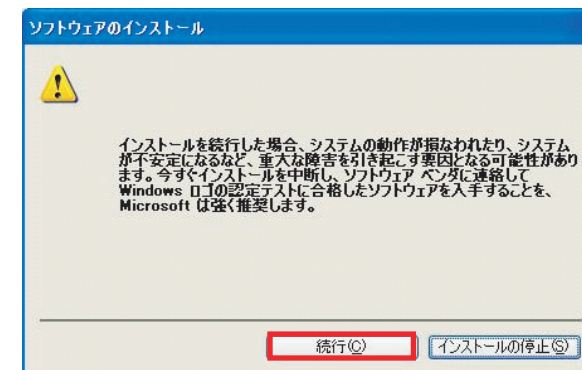 ソフトウェアのインストール
インストールを続行した場合、システムの動作が損なわれたり、システム
が不安定になるなど、重大な障害を引き起こす要因となる可能性があり
ます。今すぐインストールを中断し、ソフトウェア ベンダに連絡して
Windows ロゴの認定テストに合格したソフトウェアを入手することを、
Microsoft は強く推奨します。
続行(C) インストールの停止(S)